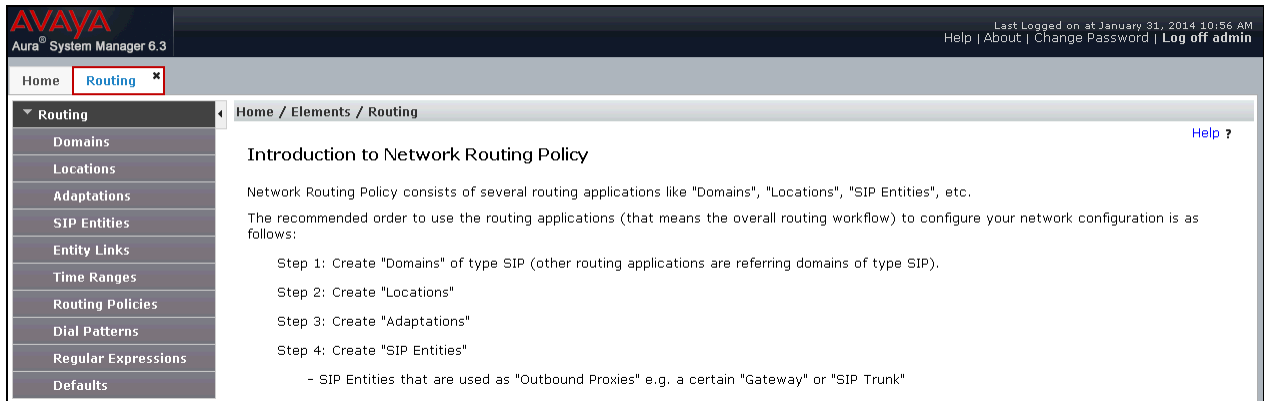 AVAYA
Aura® System Manager 6.3
Last Logged on at January 31, 2014 10:56 AM
Help | About | Change Password | Log off admin
Home
Routing ×
Routing
Domains
Locations
Adaptations
SIP Entities
Entity Links
Time Ranges
Routing Policies
Dial Patterns
Regular Expressions
Defaults
Home / Elements / Routing
Help ?
Introduction to Network Routing Policy
Network Routing Policy consists of several routing applications like "Domains", "Locations", "SIP Entities", etc.
The recommended order to use the routing applications (that means the overall routing workflow) to configure your network configuration is as
follows:
Step 1: Create "Domains" of type SIP (other routing applications are referring domains of type SIP).
Step 2: Create "Locations"
Step 3: Create "Adaptations"
Step 4: Create "SIP Entities"
- SIP Entities that are used as "Outbound Proxies" e.g. a certain "Gateway" or "SIP Trunk"